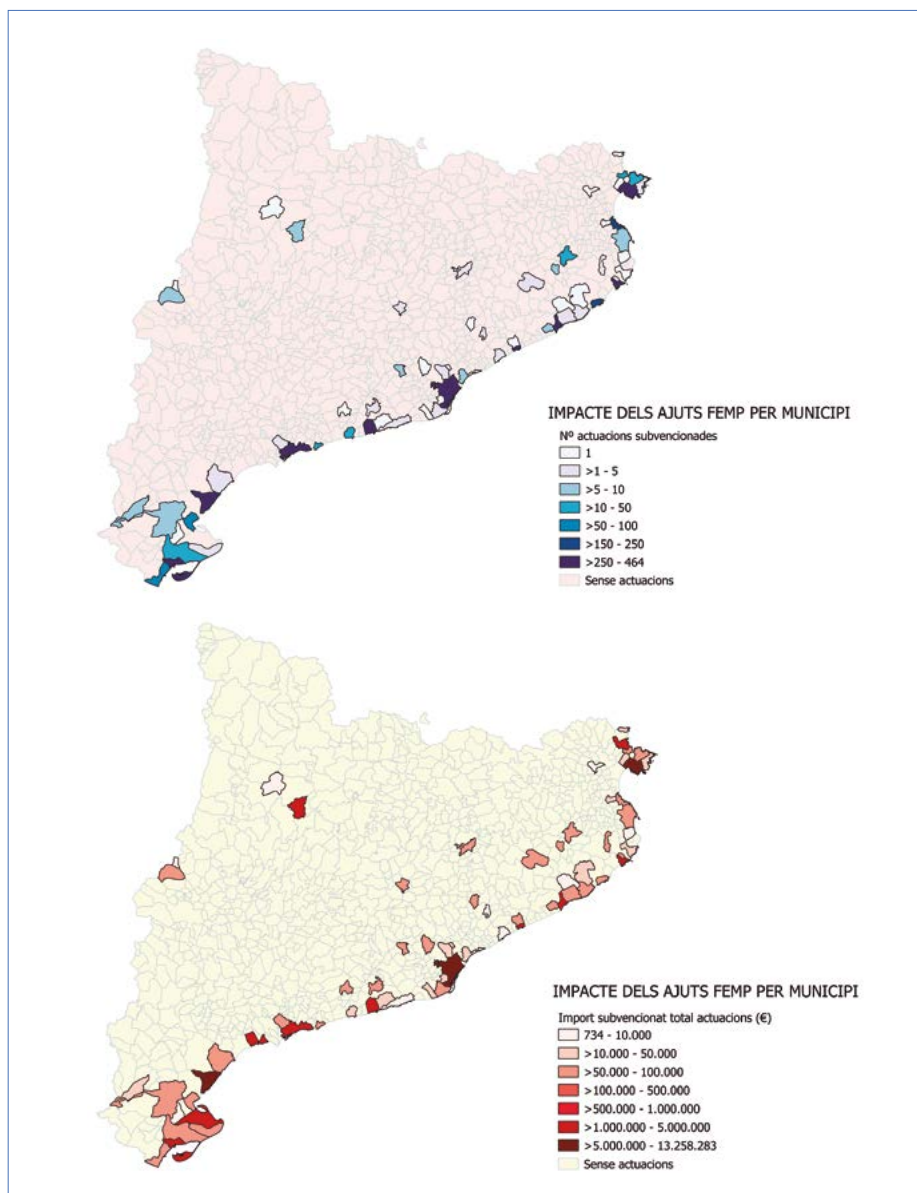 IMPACTE DELS AJUTS FEMP PER MUNICIPI
Nº actuacions subvencionades
1
>1 - 5
>5 - 10
>10 - 50
>50 - 100
>150 - 250
>250 - 464
Sense actuacions
IMPACTE DELS AJUTS FEMP PER MUNICIPI
Import subvencionat total actuacions (€)
734 - 10.000
>10.000 - 50.000
>50.000 - 100.000
>100.000 - 500.000
>500.000 - 1.000.000
>1.000.000 - 5.000.000
>5.000.000 - 13.258.283
Sense actuacions